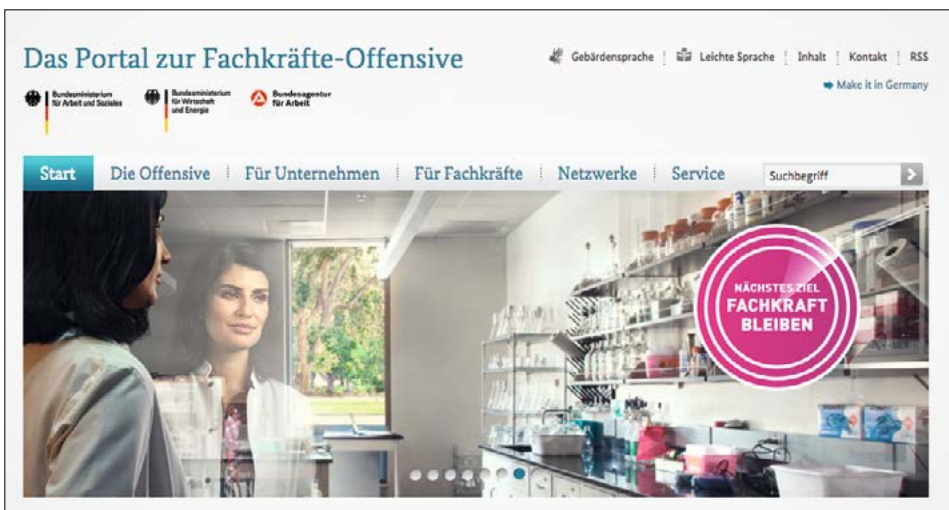 Das Portal zur Fachkräfte-Offensive
Gebärdensprache
Leichte Sprache
Inhalt
Kontakt
RSS
Make it in Germany
Bundesministerium
für Arbeit und Soziales
Bundesministerium
für Wirtschaft
und Energie
Bundesagentur
für Arbeit
Start
Die Offensive
Für Unternehmen
Für Fachkräfte
Netzwerke
Service
Suchbegriff
NÄCHSTES ZIEL
FACHKRAFT
BLEIBEN